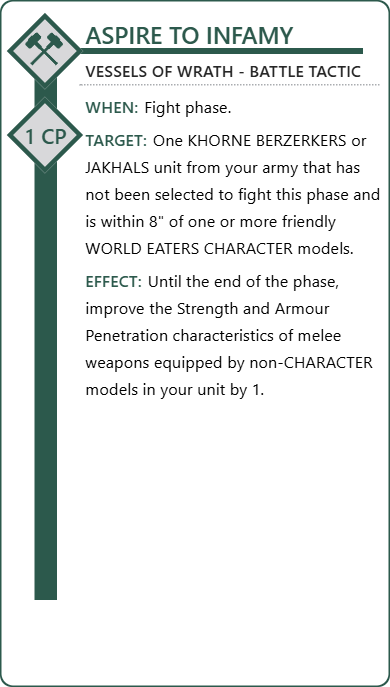 ASPIRE TO INFAMY
VESSELS OF WRATH - BATTLE TACTIC
WHEN: Fight phase.
1 CP
TARGET: One KHORNE BERZERKERS or
JAKHALS unit from your army that has
not been selected to fight this phase and
is within 8" of one or more friendly
WORLD EATERS CHARACTER models.
EFFECT: Until the end of the phase,
improve the Strength and Armour
Penetration characteristics of melee
weapons equipped by non-CHARACTER
models in your unit by 1.